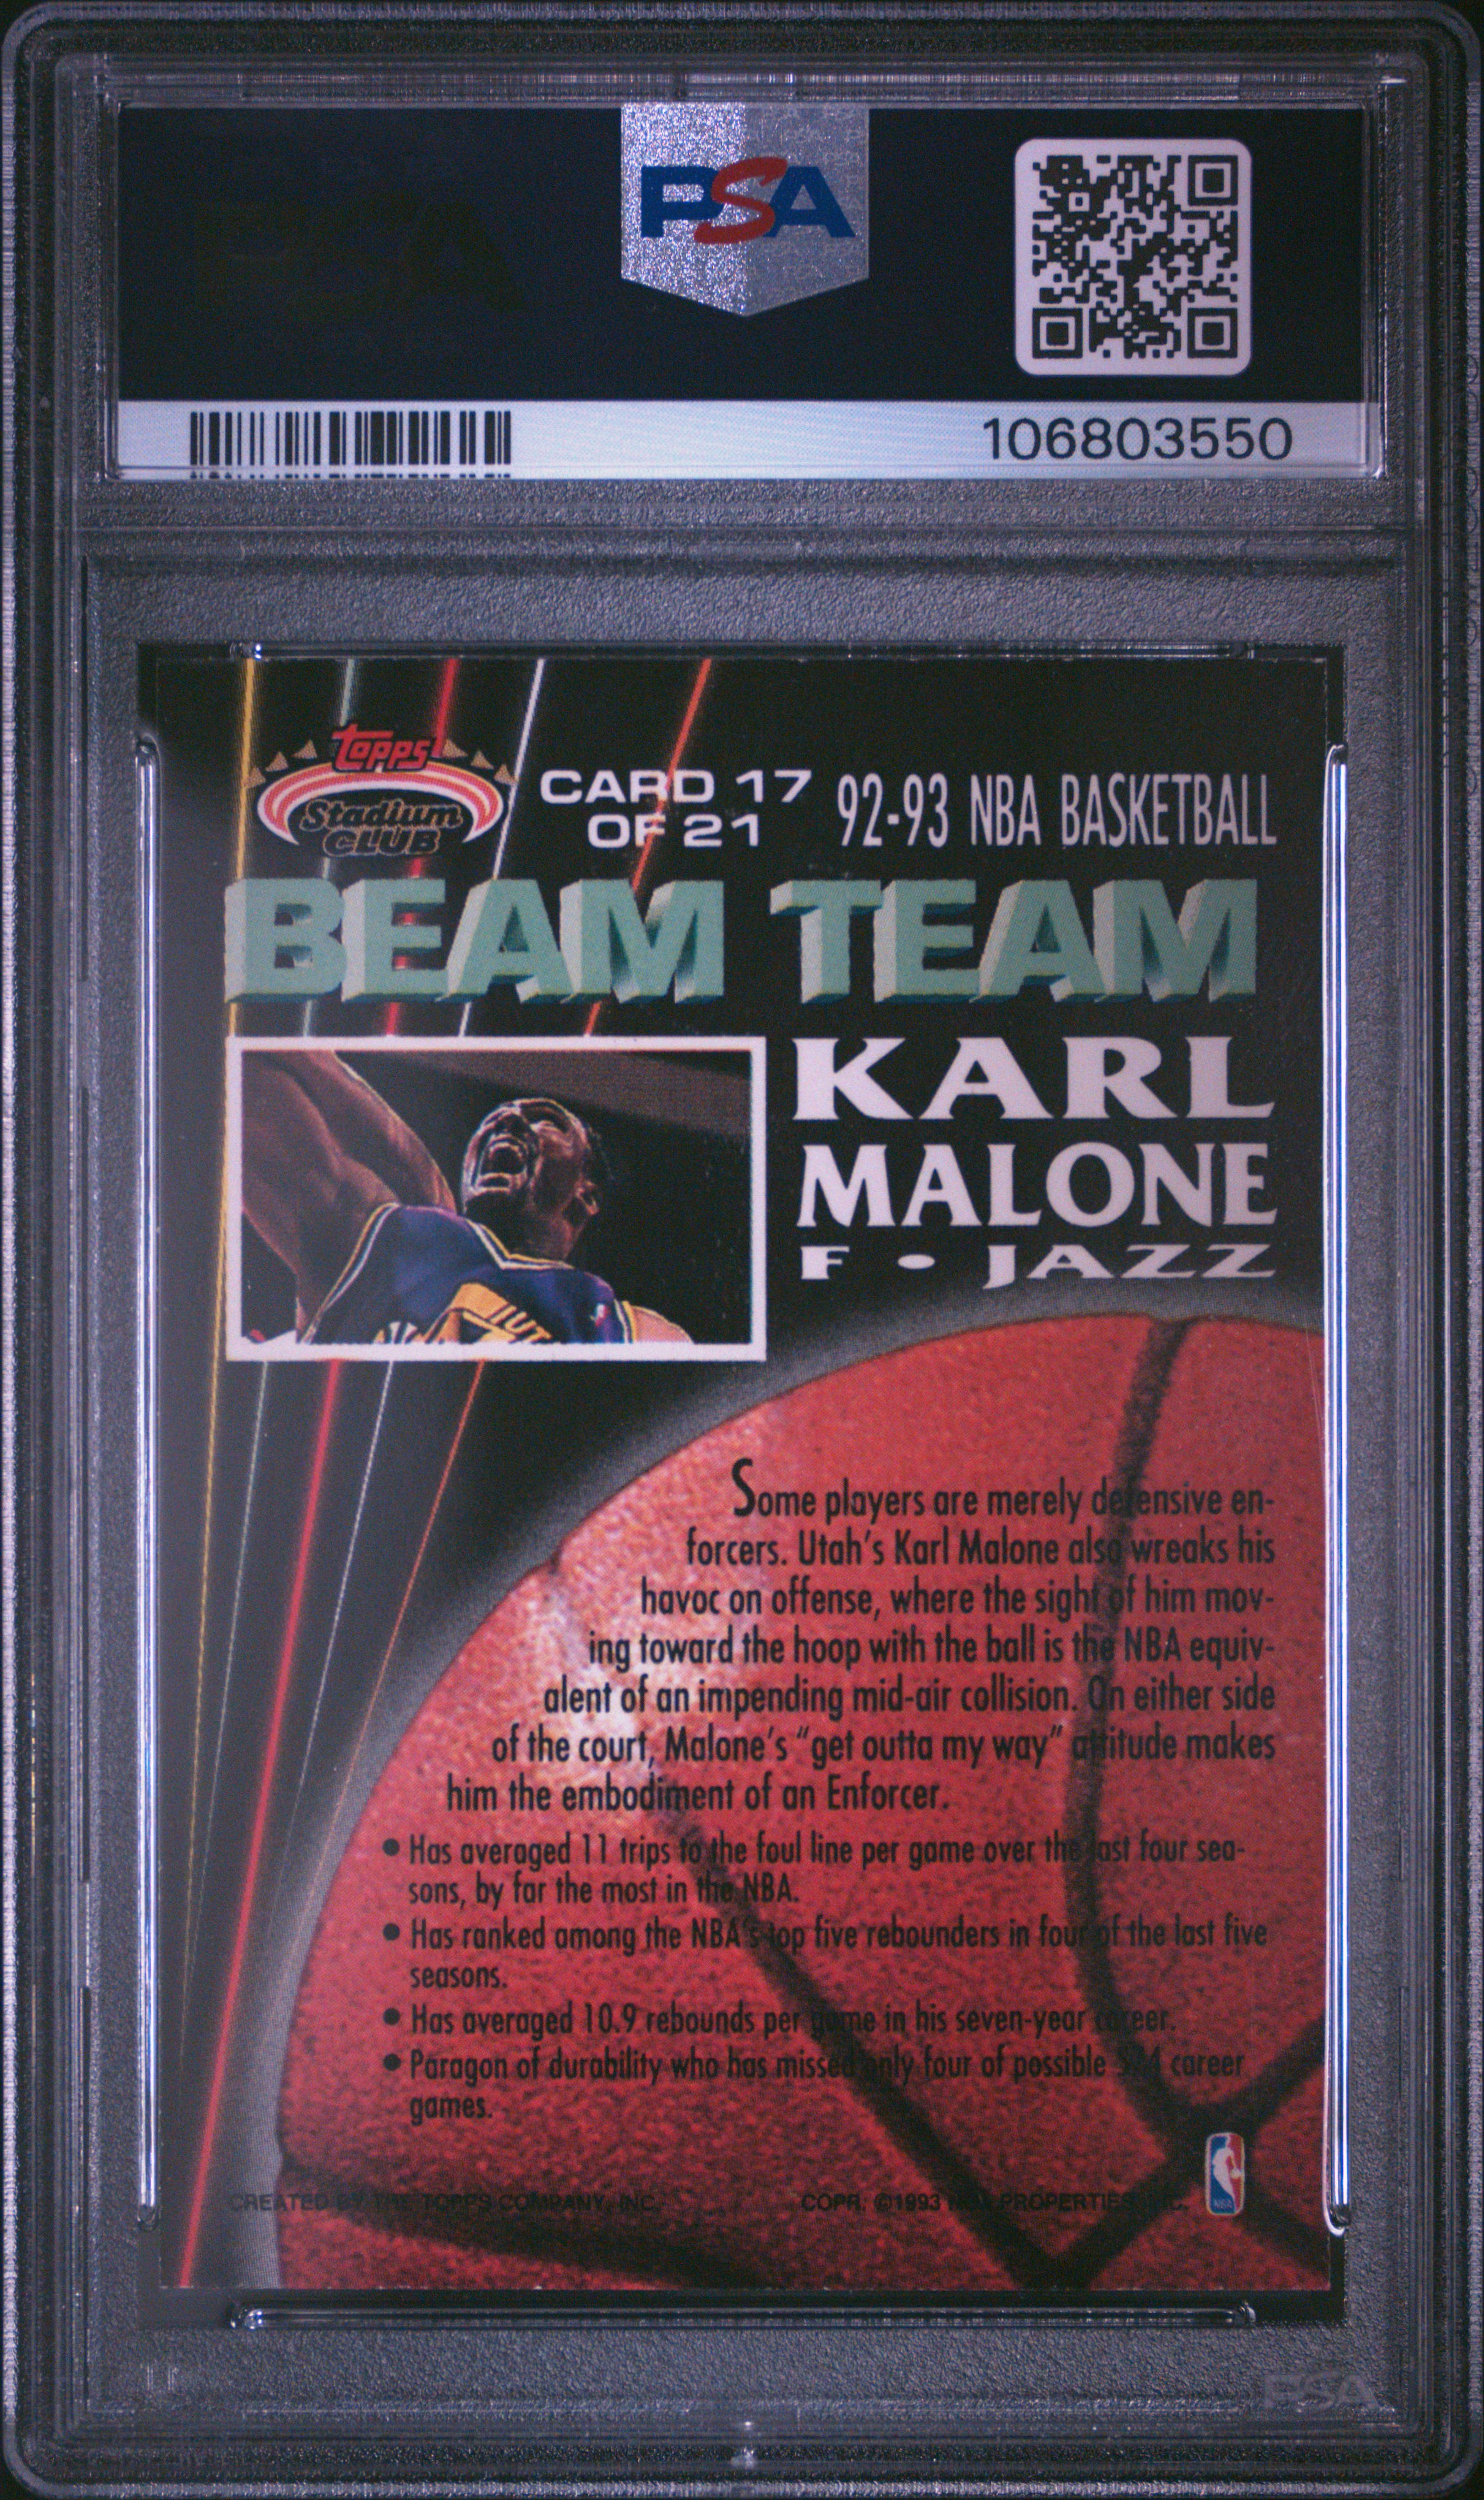 PSA
106803550
Topps
Stadium
CLUB
CARD 17
OF 21
92-93 NBA BASKETBALL
BEAM TEAM
KARL
MALONE
F • JAZZ
Some players are merely defensive en-
forcers. Utah's Karl Malone also wreaks his
havoc on offense, where the sight of him mov-
ing toward the hoop with the ball is the NBA equiv-
alent of an impending mid-air collision. On either side
of the court, Malone's "get outta my way" attitude makes
him the embodiment of an Enforcer.
• Has averaged 11 trips to the foul line per game over the last four sea-
sons, by far the most in the NBA.
• Has ranked among the NBA's top five rebounders in four of the last five
seasons.
• Has averaged 10.9 rebounds per game in his seven-year career.
• Paragon of durability who has missed only four of possible 574 career
games.
CREATED BY THE TOPPS COMPANY, INC.
COPR. ©1993 NBA PROPERTIES, INC.
NBA
PSA